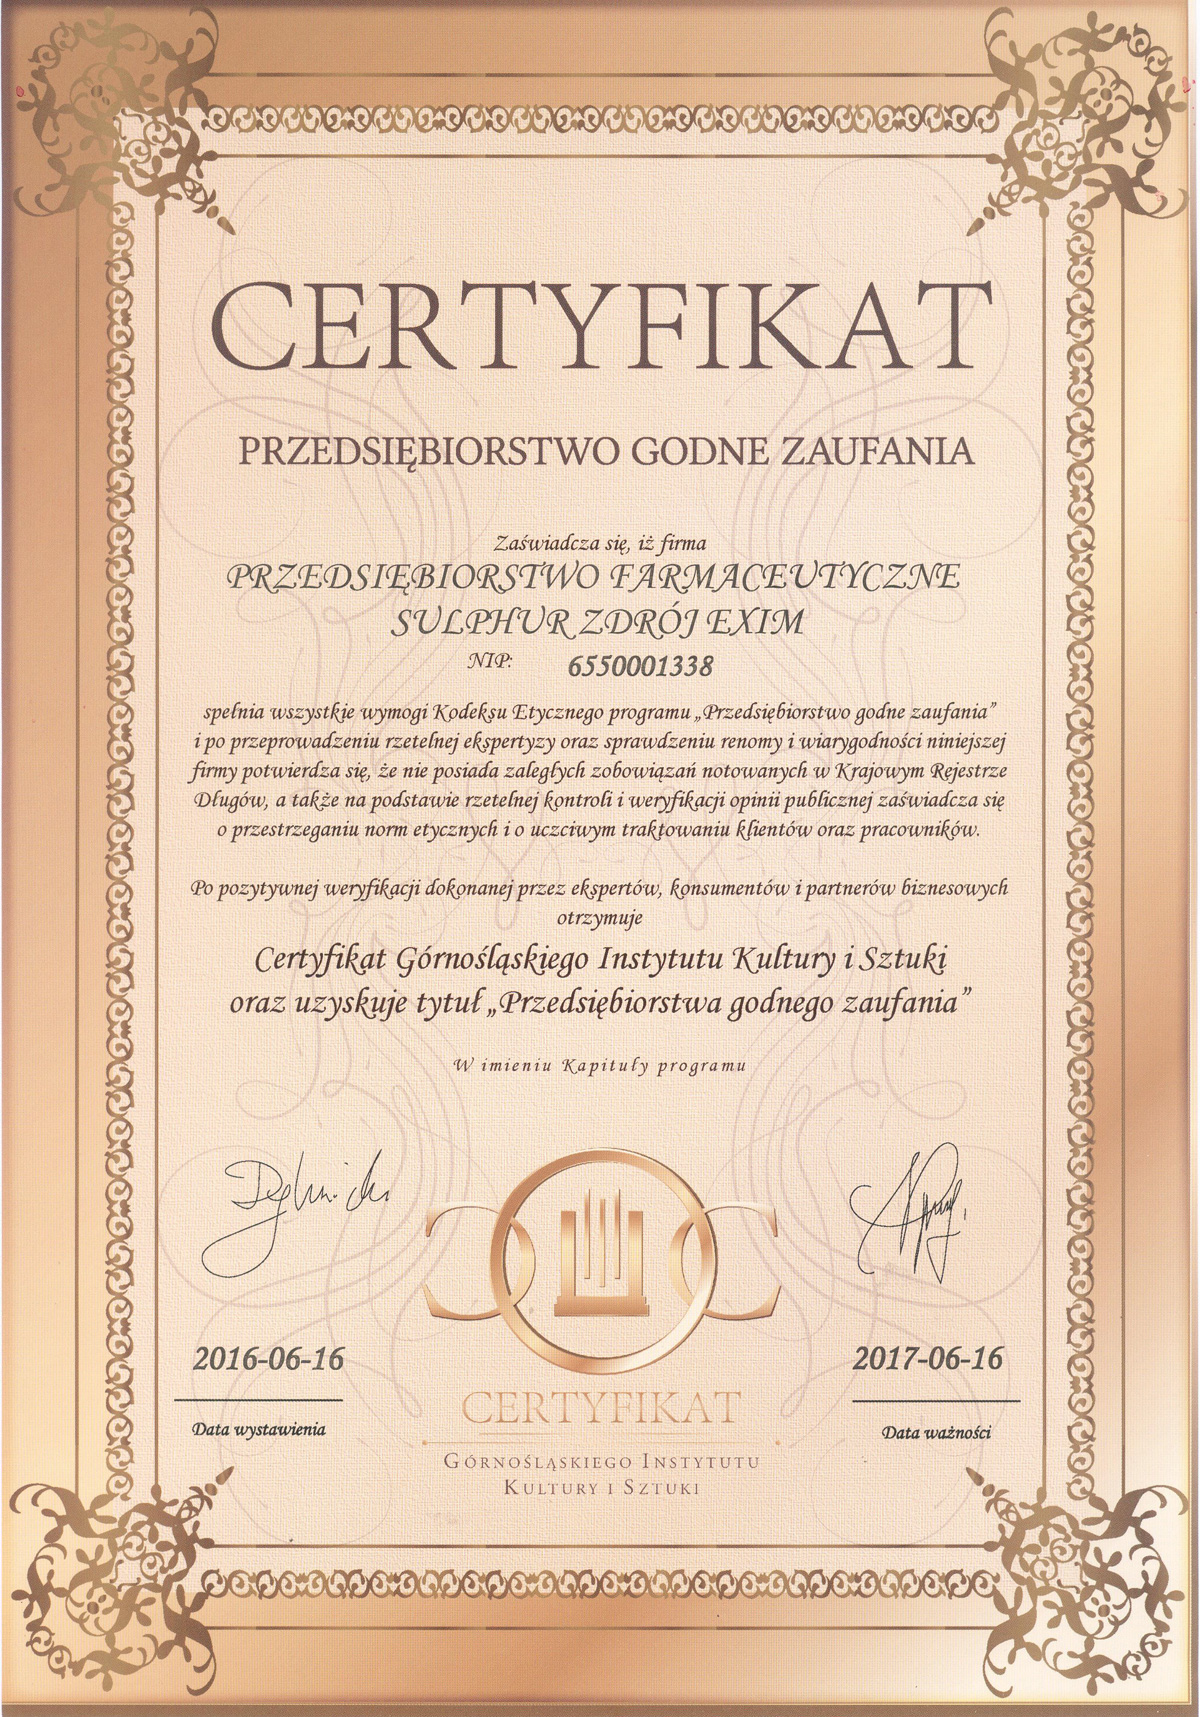 CERTYFIKAT
PRZEDSIĘBIORSTWO GODNE ZAUFANIA
Zaświadcza się, iż firma
PRZEDSIĘBIORSTWO FARMACEUTYCZNE
SULPHUR ZDRÓJ EXIM
NIP: 6550001338
spełnia wszystkie wymogi Kodeksu Etycznego programu „Przedsiębiorstwo godne zaufania”
i po przeprowadzeniu rzetelnej ekspertyzy oraz sprawdzeniu renomy i wiarygodności niniejszej
firmy potwierdza się, że nie posiada zaległych zobowiązań notowanych w Krajowym Rejestrze
Długów, a także na podstawie rzetelnej kontroli i weryfikacji opinii publicznej zaświadcza się
o przestrzeganiu norm etycznych i o uczciwym traktowaniu klientów oraz pracowników.
Po pozytywnej weryfikacji dokonanej przez ekspertów, konsumentów i partnerów biznesowych
otrzymuje
Certyfikat Górnośląskiego Instytutu Kultury i Sztuki
oraz uzyskuje tytuł „Przedsiębiorstwa godnego zaufania”
W imieniu Kapituły programu
2016-06-16
Data wystawienia
2017-06-16
Data ważności
CERTYFIKAT
GÓRNOŚLĄSKIEGO INSTYTUTU
KULTURY I SZTUKI